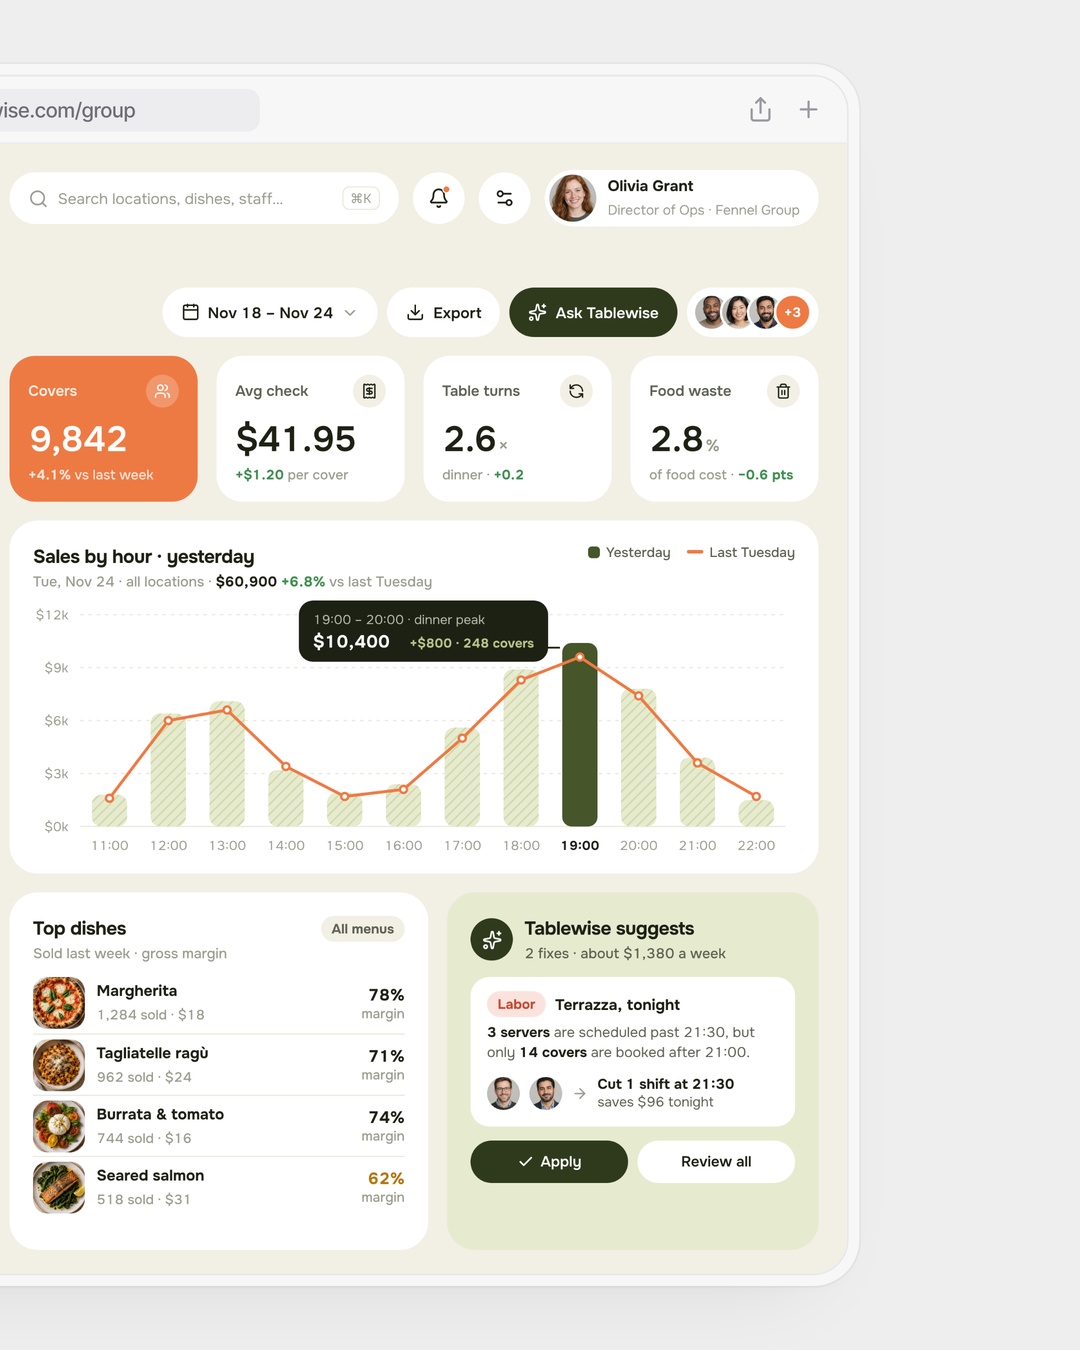 wise.com/group
Search locations, dishes, staff...
⌘K
Olivia Grant
Director of Ops · Fennel Group
Nov 18 – Nov 24
Export
Ask Tablewise
+3
Covers
9,842
+4.1% vs last week
Avg check
$41.95
+$1.20 per cover
Table turns
2.6×
dinner · +0.2
Food waste
2.8%
of food cost · −0.6 pts
Sales by hour · yesterday
Tue, Nov 24 · all locations · $60,900 +6.8% vs last Tuesday
Yesterday
Last Tuesday
$12k
$9k
$6k
$3k
$0k
19:00 – 20:00 · dinner peak
$10,400 +$800 · 248 covers
11:00 12:00 13:00 14:00 15:00 16:00 17:00 18:00 19:00 20:00 21:00 22:00
Top dishes
All menus
Sold last week · gross margin
Margherita
1,284 sold · $18
78%
margin
Tagliatelle ragù
962 sold · $24
71%
margin
Burrata & tomato
744 sold · $16
74%
margin
Seared salmon
518 sold · $31
62%
margin
Tablewise suggests
2 fixes · about $1,380 a week
Labor
Terrazza, tonight
3 servers are scheduled past 21:30, but
only 14 covers are booked after 21:00.
Cut 1 shift at 21:30
saves $96 tonight
Apply
Review all